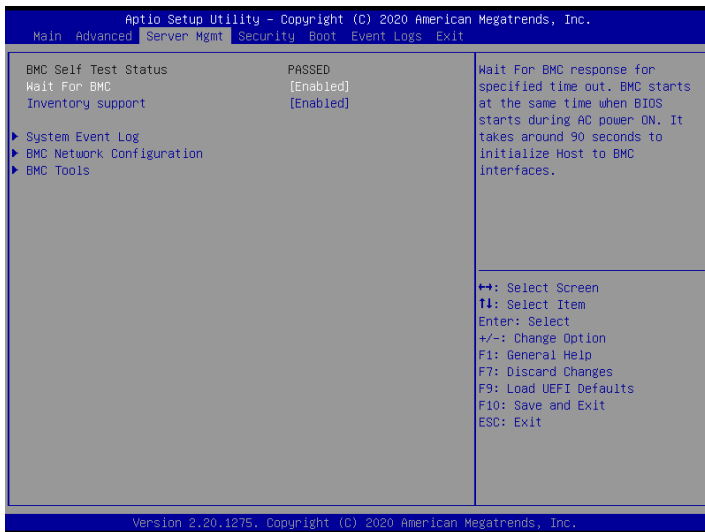 Aptio Setup Utility – Copyright (C) 2020 American Megatrends, Inc.
Main Advanced Server Mgmt Security Boot Event Logs Exit
BMC Self Test Status PASSED
Wait For BMC [Enabled]
Inventory support [Enabled]
▶ System Event Log
▶ BMC Network Configuration
▶ BMC Tools
Wait For BMC response for
specified time out. BMC starts
at the same time when BIOS
starts during AC power ON. It
takes around 90 seconds to
initialize Host to BMC
interfaces.
↔: Select Screen
↑↓: Select Item
Enter: Select
+/-: Change Option
F1: General Help
F7: Discard Changes
F9: Load UEFI Defaults
F10: Save and Exit
ESC: Exit
Version 2.20.1275. Copyright (C) 2020 American Megatrends, Inc.